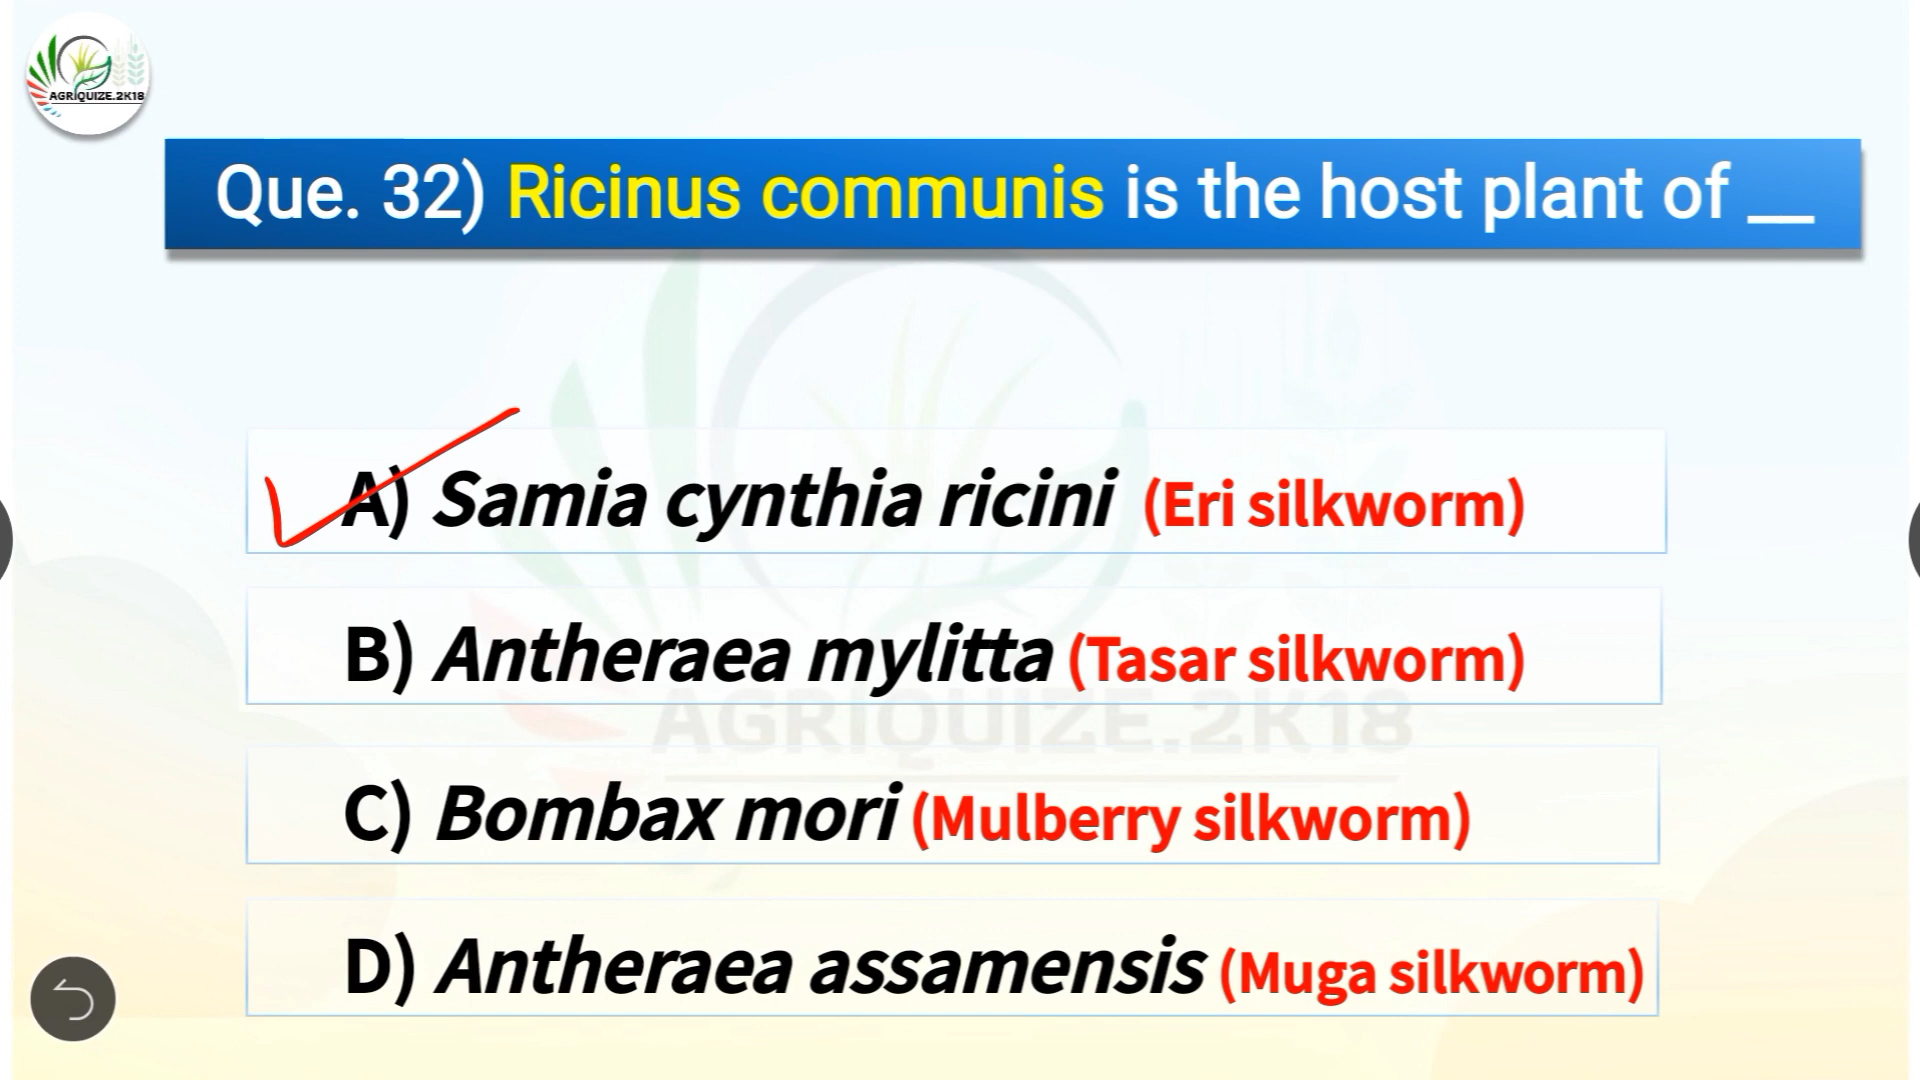 AGRIQUIZE.2K18
Que. 32) Ricinus communis is the host plant of __
A) Samia cynthia ricini (Eri silkworm)
B) Antheraea mylitta (Tasar silkworm)
AGRIQUIZE.2K18
C) Bombax mori (Mulberry silkworm)
D) Antheraea assamensis (Muga silkworm)